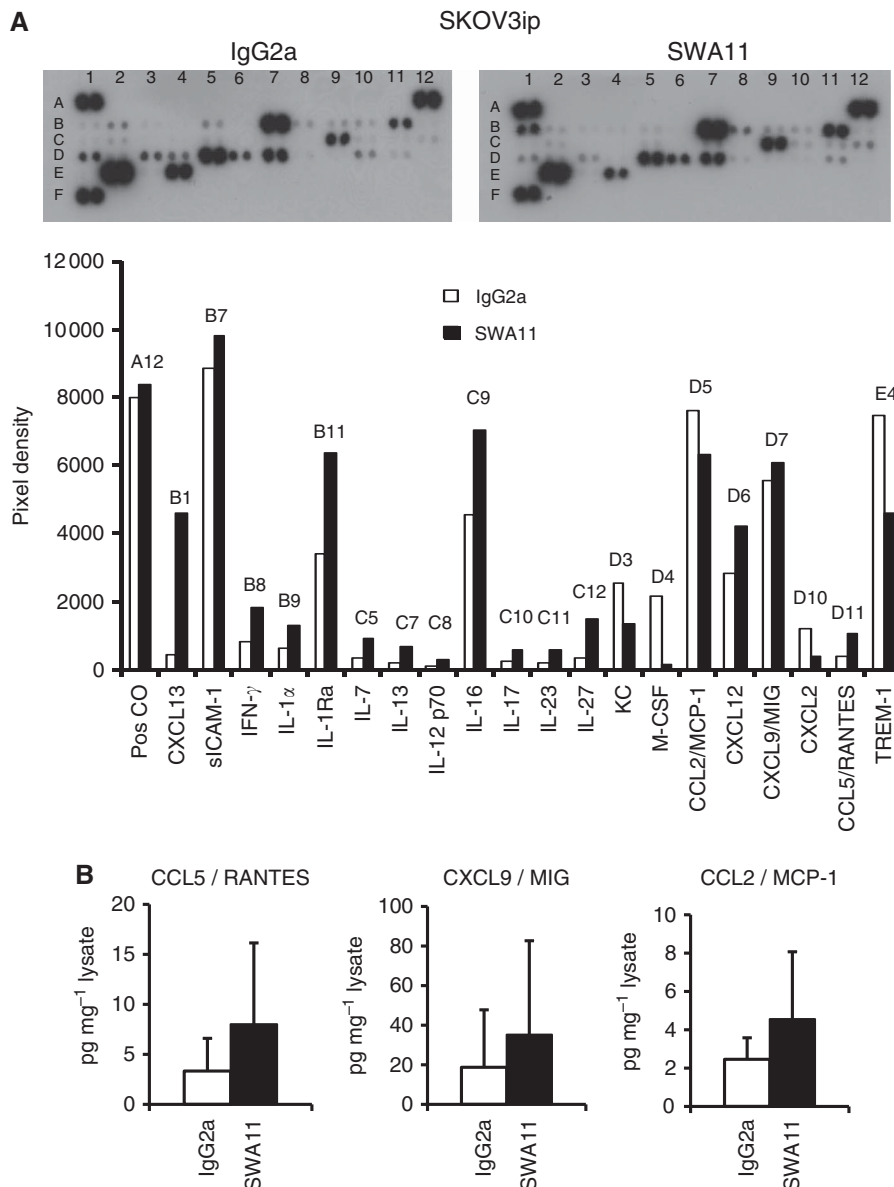 A
SKOV3ip
IgG2a
SWA11
1 2 3 4 5 6 7 8 9 10 11 12
A
B
C
D
E
F
1 2 3 4 5 6 7 8 9 10 11 12
A
B
C
D
E
F
Pixel density
12 000
10 000
8000
6000
4000
2000
0
IgG2a
SWA11
A12
B1
B7
B8
B9
B11
C5
C7
C8
C9
C10
C11
C12
D3
D4
D5
D6
D7
D10
D11
E4
Pos CO
CXCL13
sICAM-1
IFN-γ
IL-1α
IL-1Ra
IL-7
IL-13
IL-12 p70
IL-16
IL-17
IL-23
IL-27
KC
M-CSF
CCL2/MCP-1
CXCL12
CXCL9/MIG
CXCL2
CCL5/RANTES
TREM-1
B
CCL5 / RANTES
pg mg⁻¹ lysate
20
15
10
5
0
IgG2a
SWA11
CXCL9 / MIG
pg mg⁻¹ lysate
100
80
60
40
20
0
IgG2a
SWA11
CCL2 / MCP-1
pg mg⁻¹ lysate
10
8
6
4
2
0
IgG2a
SWA11